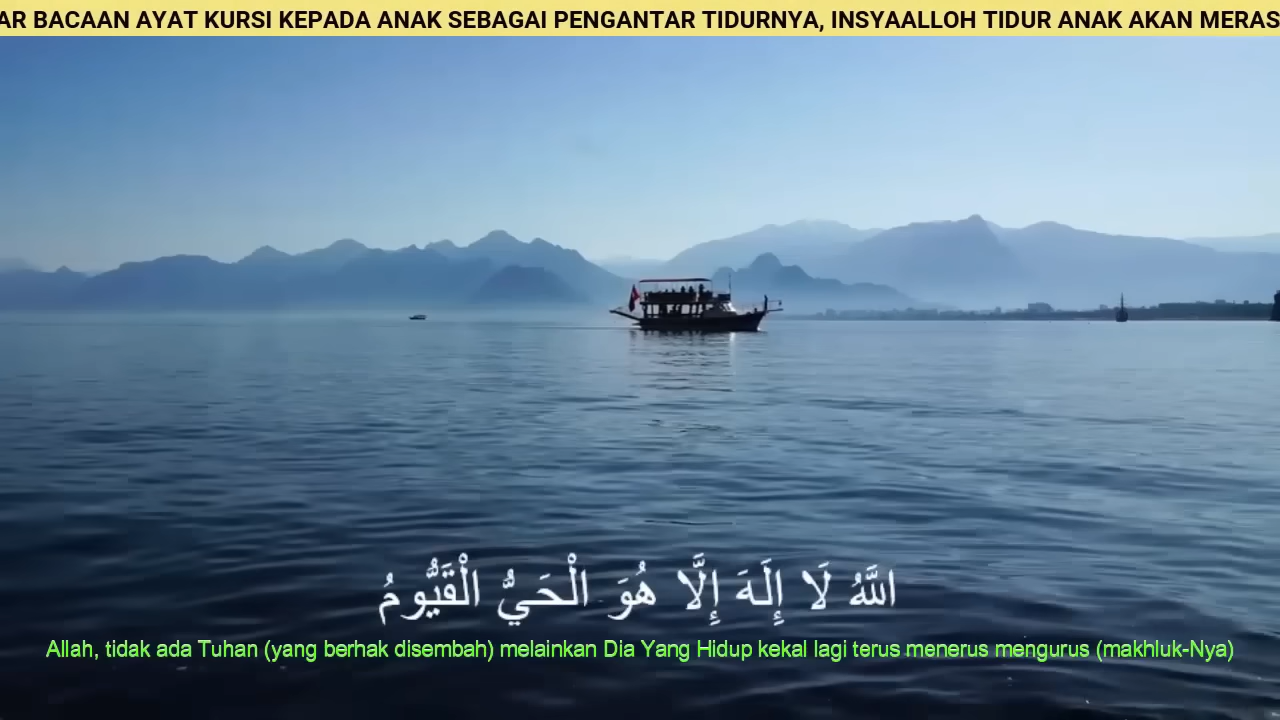 AR BACAAN AYAT KURSI KEPADA ANAK SEBAGAI PENGANTAR TIDURNYA, INSYAALLOH TIDUR ANAK AKAN MERAS
اللَّهُ لَا إِلَهَ إِلَّا هُوَ الْحَيُّ الْقَيُّومُ
Allah, tidak ada Tuhan (yang berhak disembah) melainkan Dia Yang Hidup kekal lagi terus menerus mengurus (makhluk-Nya)